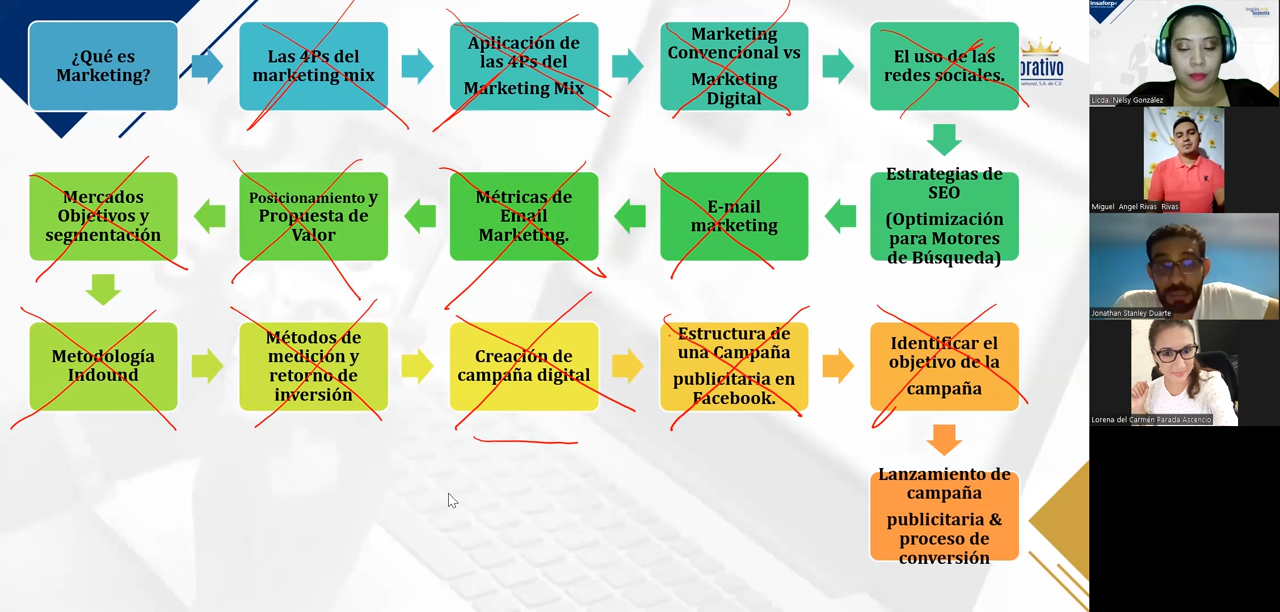 ¿Qué es
Marketing?
Las 4Ps del
marketing mix
Aplicación de
las 4Ps del
Marketing Mix
Marketing
Convencional vs
Marketing
Digital
El uso de las
redes sociales.
orativo
Estrategias de
SEO
(Optimización
para Motores
de Búsqueda)
E-mail
marketing
Métricas de
Email
Marketing.
Posicionamiento y
Propuesta de
Valor
Mercados
Objetivos y
segmentación
Metodología
Indound
Métodos de
medición y
retorno de
inversión
Creación de
campaña digital
Estructura de
una Campaña
publicitaria en
Facebook.
Identificar el
objetivo de la
campaña
Lanzamiento de
campaña
publicitaria &
proceso de
conversión
Insaforp
Licda. Nelsy González
Miguel Angel Rivas Rivas
Jonathan Stanley Duarte
Lorena del Carmen Parada Ascencio